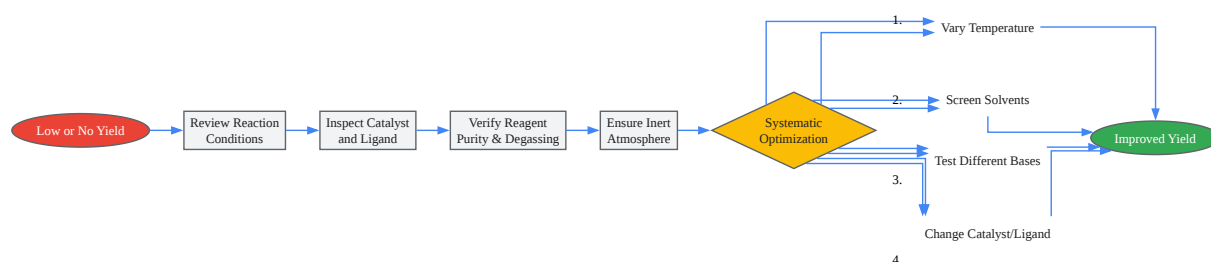 Low or No Yield
Review Reaction
Conditions
Inspect Catalyst
and Ligand
Verify Reagent
Purity & Degassing
Ensure Inert
Atmosphere
Systematic
Optimization
1.
Vary Temperature
2.
Screen Solvents
Test Different Bases
3.
Change Catalyst/Ligand
4.
Improved Yield